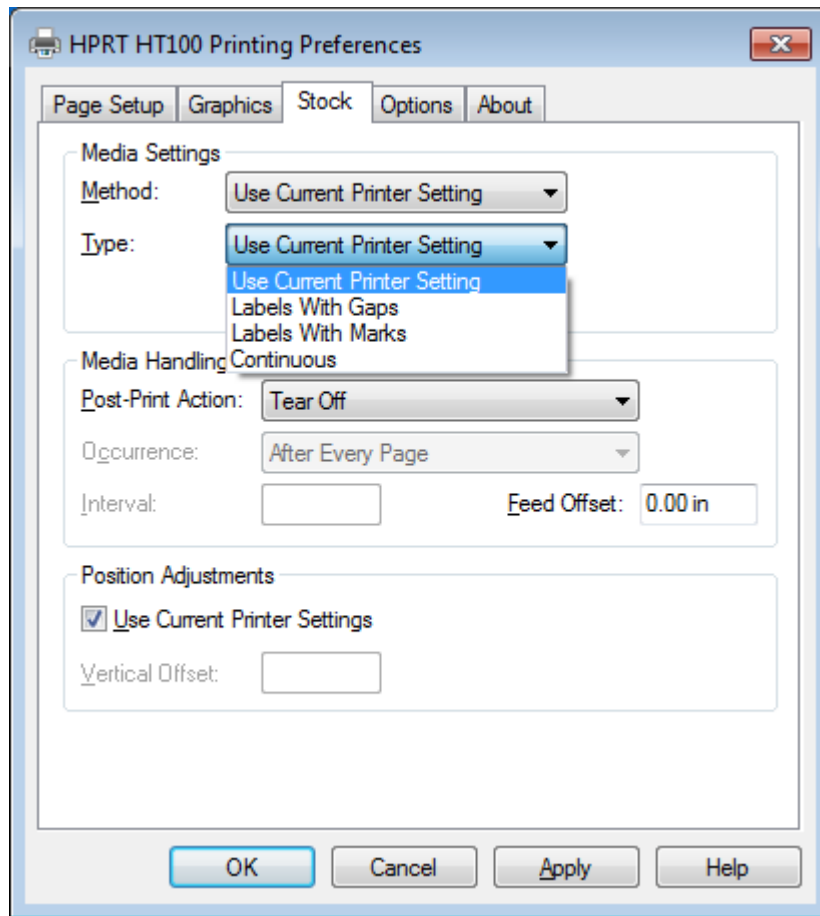 HPRT HT100 Printing Preferences
Page Setup Graphics Stock Options About
Media Settings
Method: Use Current Printer Setting
Type: Use Current Printer Setting
Use Current Printer Setting
Labels With Gaps
Labels With Marks
Continuous
Media Handling
Post-Print Action: Tear Off
Occurrence: After Every Page
Interval: Feed Offset: 0.00 in
Position Adjustments
Use Current Printer Settings
Vertical Offset:
OK Cancel Apply Help